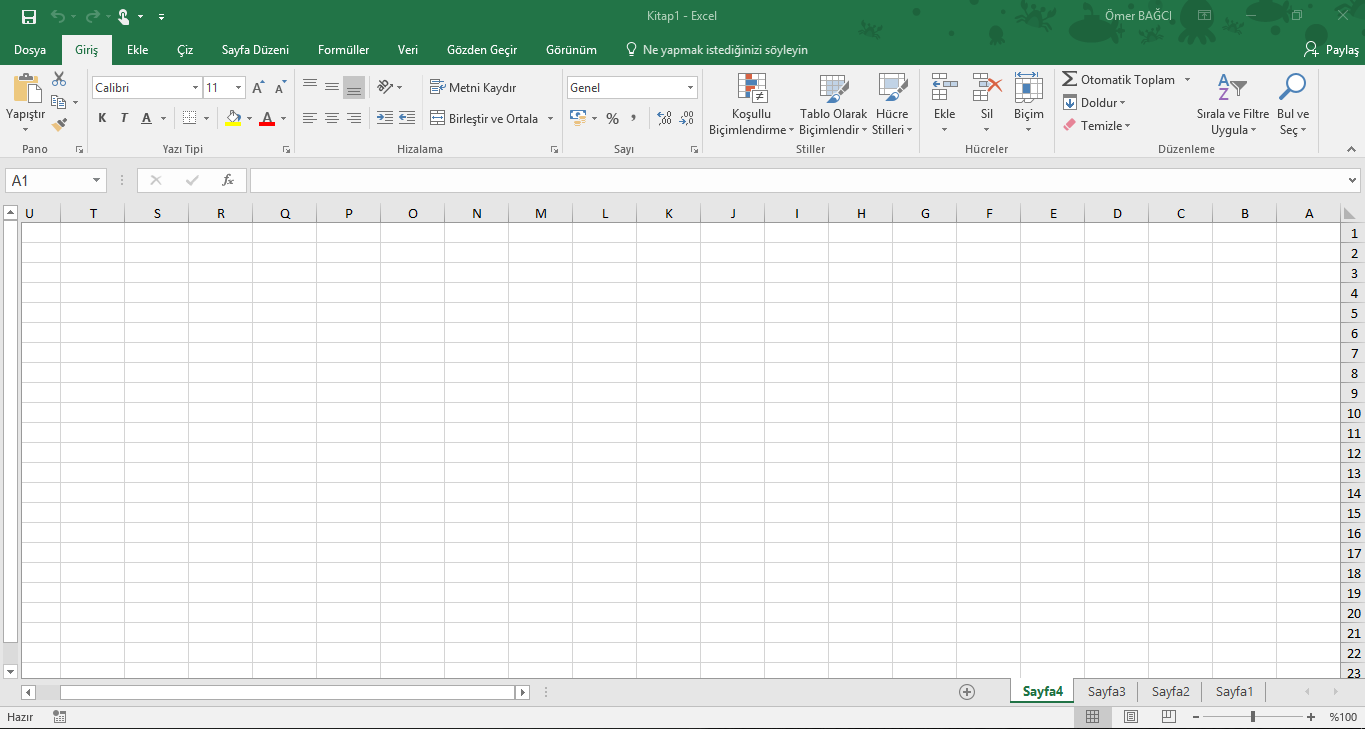 Kitap1 - Excel
Ömer BAĞCI
Dosya Giriş Ekle Çiz Sayfa Düzeni Formüller Veri Gözden Geçir Görünüm Ne yapmak istediğinizi söyleyin Paylaş
Yapıştır
Pano
Calibri 11
K T A A
Yazı Tipi
Metni Kaydır
Birleştir ve Ortala
Hizalama
Genel
%
Sayı
Koşullu Biçimlendirme
Tablo Olarak Biçimlendir
Hücre Stilleri
Stiller
Ekle Sil Biçim
Hücreler
Otomatik Toplam
Doldur
Temizle
Sırala ve Filtre Uygula
Bul ve Seç
Düzenleme
A1 fx
U T S R Q P O N M L K J I H G F E D C B A
1
2
3
4
5
6
7
8
9
10
11
12
13
14
15
16
17
18
19
20
21
22
23
Sayfa4 Sayfa3 Sayfa2 Sayfa1
Hazır
%100